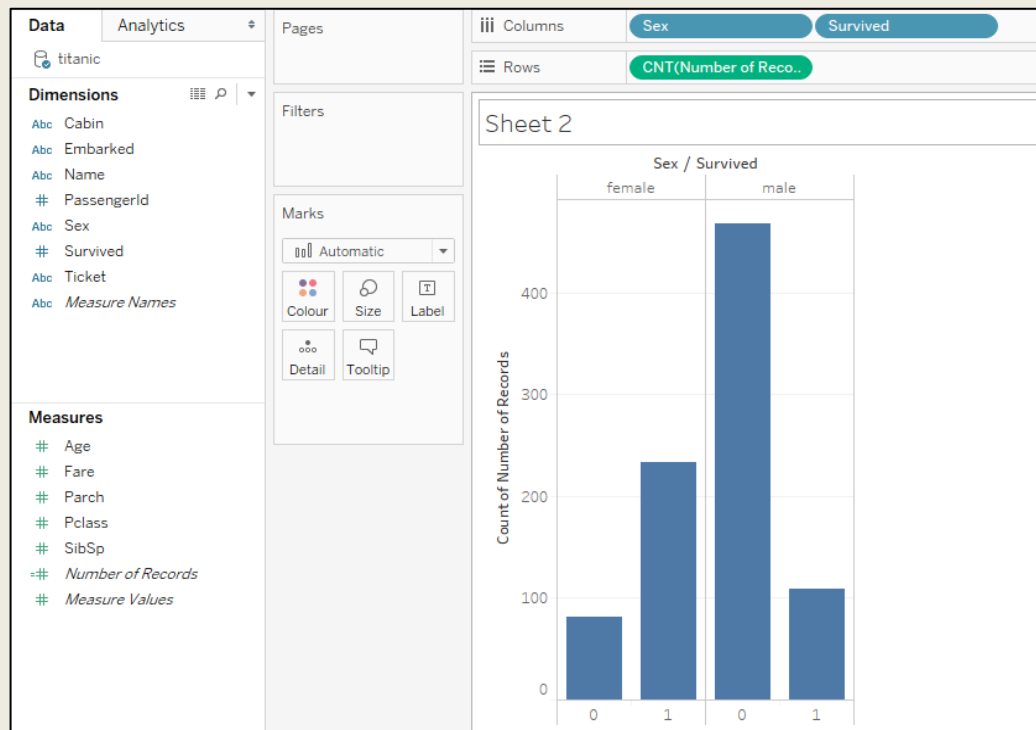 Data
Analytics
titanic
Dimensions
Abc Cabin
Abc Embarked
Abc Name
# PassengerId
Abc Sex
# Survived
Abc Ticket
Abc Measure Names
Measures
# Age
# Fare
# Parch
# Pclass
# SibSp
=# Number of Records
# Measure Values
Pages
Filters
Marks
Automatic
Colour
Size
T
Label
Detail
Tooltip
Columns
Sex
Survived
Rows
CNT(Number of Reco..
Sheet 2
Sex / Survived
female
male
Count of Number of Records
400
300
200
100
0
0 1 0 1